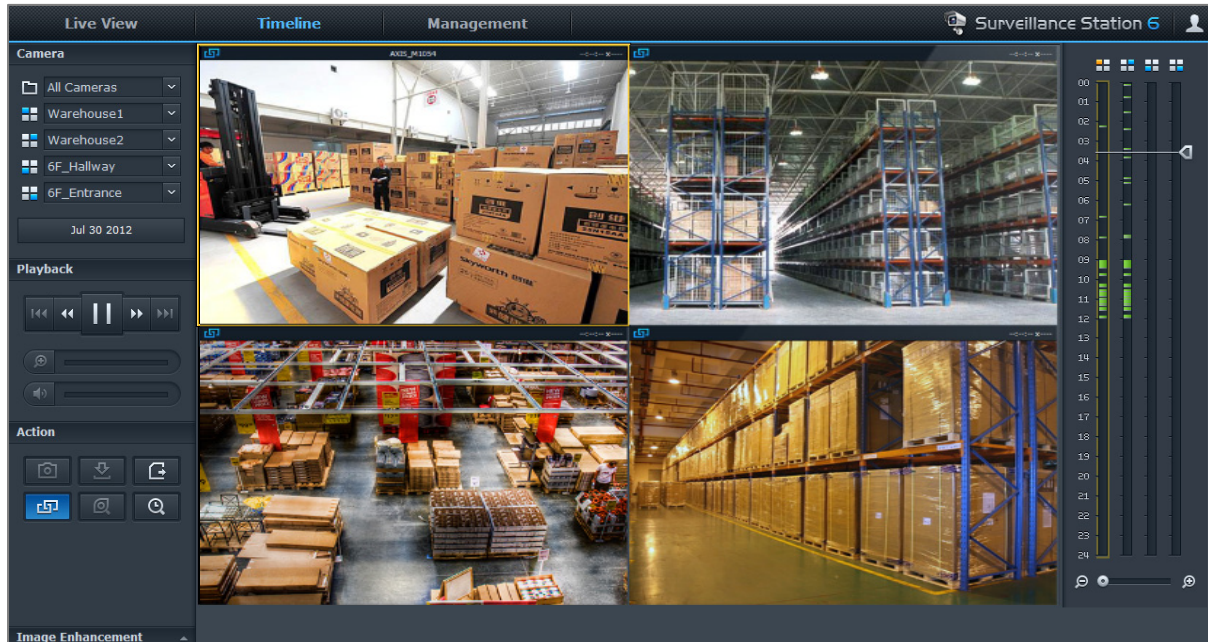 Live View
Timeline
Management
Surveillance Station 6
Camera
All Cameras
Warehouse1
Warehouse2
6F_Hallway
6F_Entrance
Jul 30 2012
Playback
Action
Image Enhancement
AXIS_M1054
Skyworth
00
01
02
03
04
05
06
07
08
09
10
11
12
13
14
15
16
17
18
19
20
21
22
23
24